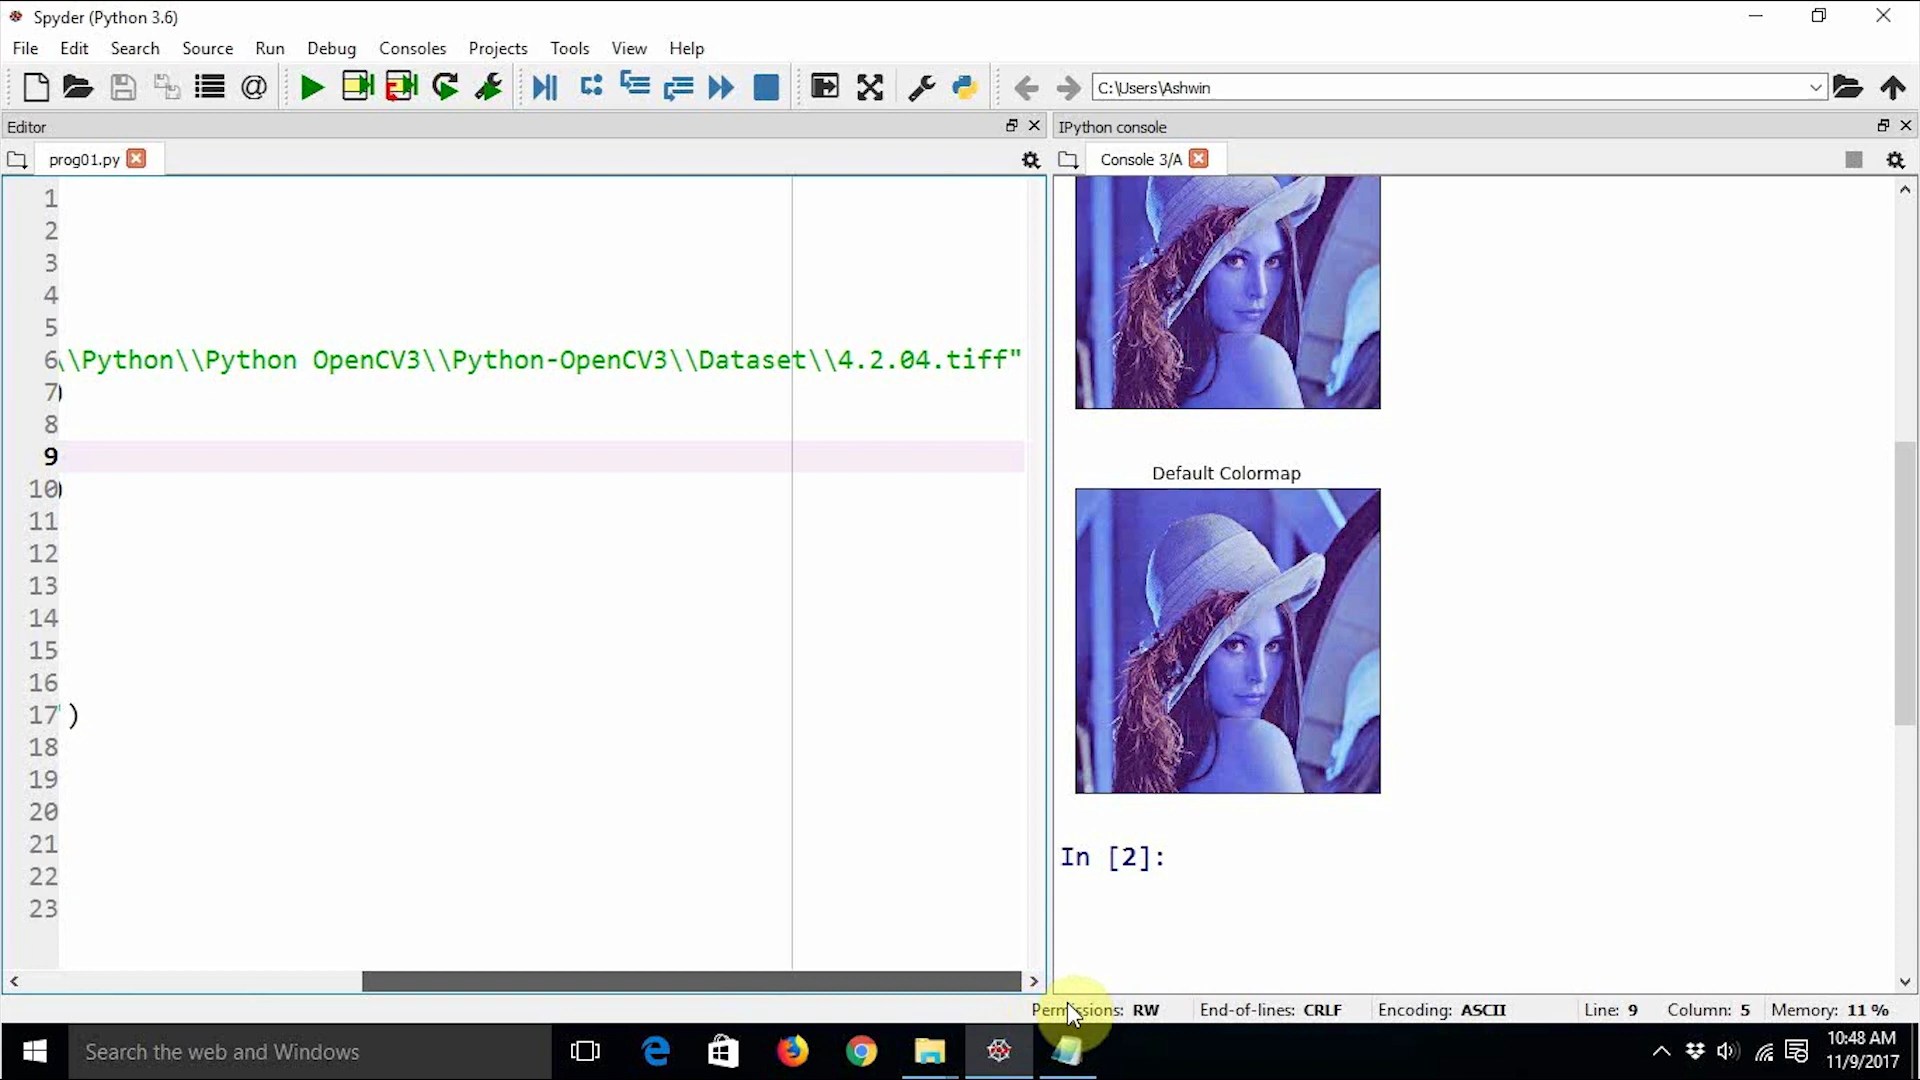 Spyder (Python 3.6)
File Edit Search Source Run Debug Consoles Projects Tools View Help
C:\Users\Ashwin
Editor
IPython console
prog01.py
Console 3/A
1
2
3
4
5
6 \\Python\\Python OpenCV3\\Python-OpenCV3\\Dataset\\4.2.04.tiff"
7)
8
9
10)
11
12
13
14
15
16
17')
18
19
20
21
22
23
Default Colormap
In [2]:
Permissions: RW End-of-lines: CRLF Encoding: ASCII Line: 9 Column: 5 Memory: 11 %
Search the web and Windows
10:48 AM
11/9/2017